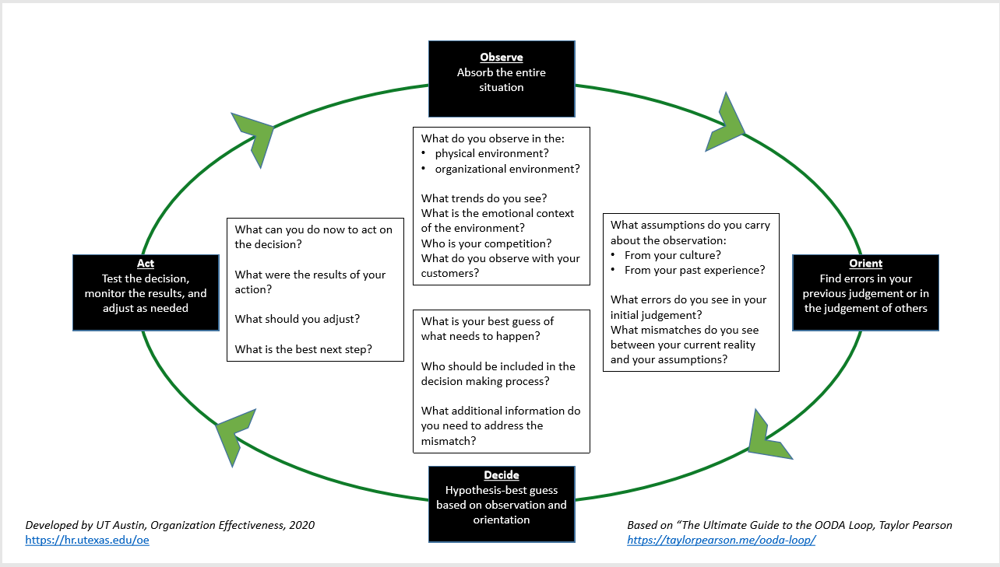 Observe
Absorb the entire
situation
What do you observe in the:
• physical environment?
• organizational environment?
What trends do you see?
What is the emotional context
of the environment?
Who is your competition?
What do you observe with your
customers?
What assumptions do you carry
about the observation:
• From your culture?
• From your past experience?
What errors do you see in your
initial judgement?
What mismatches do you see
between your current reality
and your assumptions?
Orient
Find errors in your
previous judgement or in
the judgement of others
What is your best guess of
what needs to happen?
Who should be included in the
decision making process?
What additional information do
you need to address the
mismatch?
Decide
Hypothesis-best guess
based on observation and
orientation
What can you do now to act on
the decision?
What were the results of your
action?
What should you adjust?
What is the best next step?
Act
Test the decision,
monitor the results, and
adjust as needed
Developed by UT Austin, Organization Effectiveness, 2020
https://hr.utexas.edu/oe
Based on “The Ultimate Guide to the OODA Loop, Taylor Pearson
https://taylorpearson.me/ooda-loop/